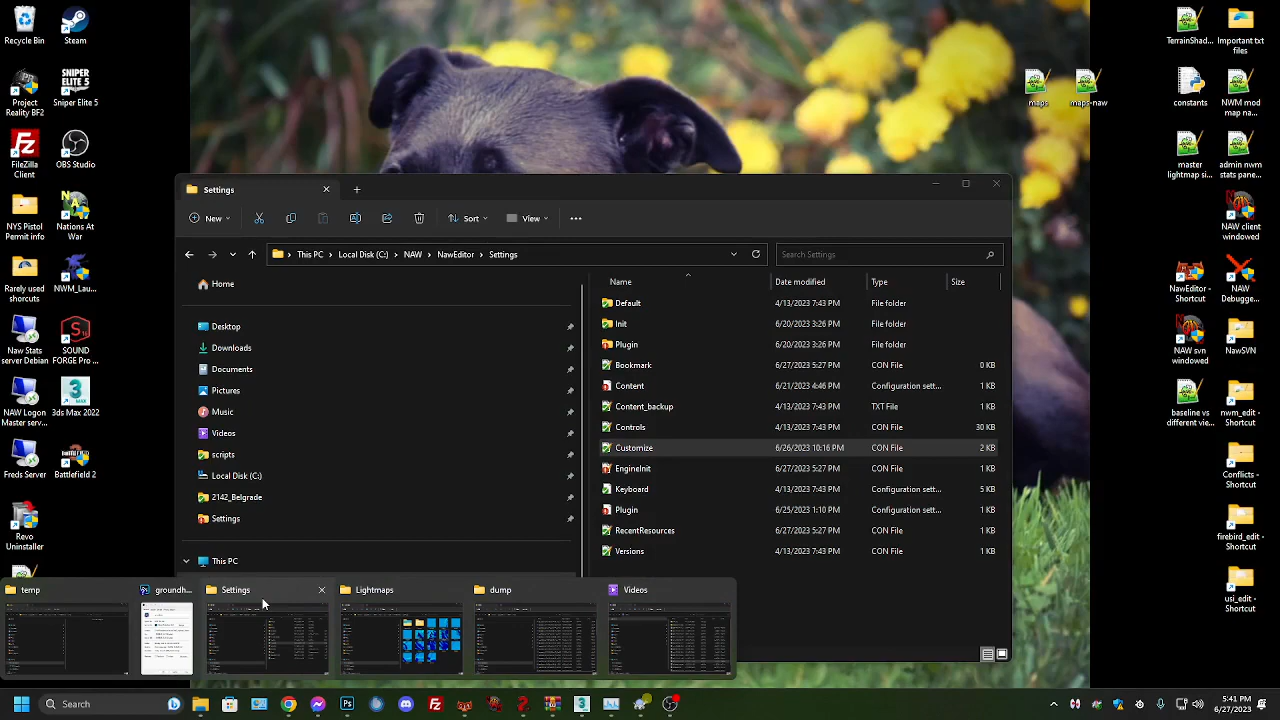 Recycle Bin
Steam
Project
Reality BF2
Sniper Elite 5
FileZilla
Client
OBS Studio
NYS Pistol
Permit info
Nations At
War
Rarely used
shortcuts
NWM_Lau...
Naw Stats
server Debian
SOUND
FORGE Pro ...
NAW Logon
Master serv...
3ds Max 2022
Freds Server
Battlefield 2
Revo
Uninstaller
Settings
New
Sort
View
This PC
Local Disk (C:)
NAW
NawEditor
Settings
Search Settings
Home
Desktop
Downloads
Documents
Pictures
Music
Videos
scripts
Local Disk (C:)
2142_Belgrade
Settings
This PC
Name
Date modified
Type
Size
Default 4/13/2023 7:43 PM File folder
Init 6/20/2023 3:26 PM File folder
Plugin 6/20/2023 3:26 PM File folder
Bookmark 6/27/2023 5:27 PM CON File 0 KB
Content 6/21/2023 4:46 PM Configuration sett... 1 KB
Content_backup 4/13/2023 7:43 PM TXT File 1 KB
Controls 4/13/2023 7:43 PM CON File 30 KB
Customize 6/26/2023 10:16 PM CON File 2 KB
EngineInit 6/27/2023 5:27 PM CON File 1 KB
Keyboard 4/13/2023 7:43 PM Configuration sett... 5 KB
Plugin 6/25/2023 1:10 PM Configuration sett... 1 KB
RecentResources 6/27/2023 5:27 PM CON File 1 KB
Versions 4/13/2023 7:43 PM CON File 1 KB
maps
maps-naw
TerrainShad...
Important txt
files
constants
NWM mod
map na...
master
lightmap si...
admin nwm
stats pane...
NAW client
windowed
NawEditor -
Shortcut
NAW
Debugge...
NAW svn
windowed
NawSVN
baseline vs
different vie...
nwm_edit -
Shortcut
Conflicts -
Shortcut
firebird_edit -
Shortcut
usi_edit -
Shortcut
temp
groundh...
Settings
Lightmaps
dome
Videos
Search
5:41 PM
6/27/2023